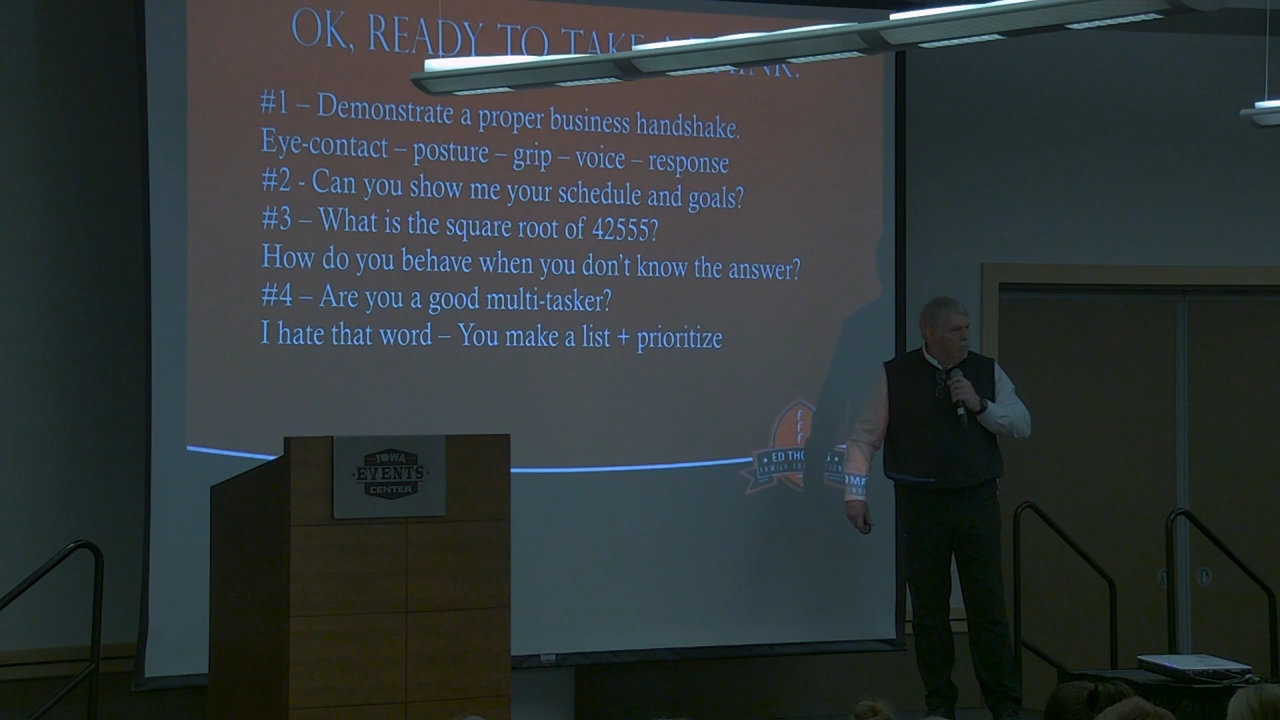 OK, READY TO TAKE
#1 – Demonstrate a proper business handshake.
Eye-contact – posture – grip – voice – response
#2 - Can you show me your schedule and goals?
#3 – What is the square root of 42555?
How do you behave when you don't know the answer?
#4 – Are you a good multi-tasker?
I hate that word – You make a list + prioritize
ED THO
FAMILY
IOWA
EVENTS
CENTER